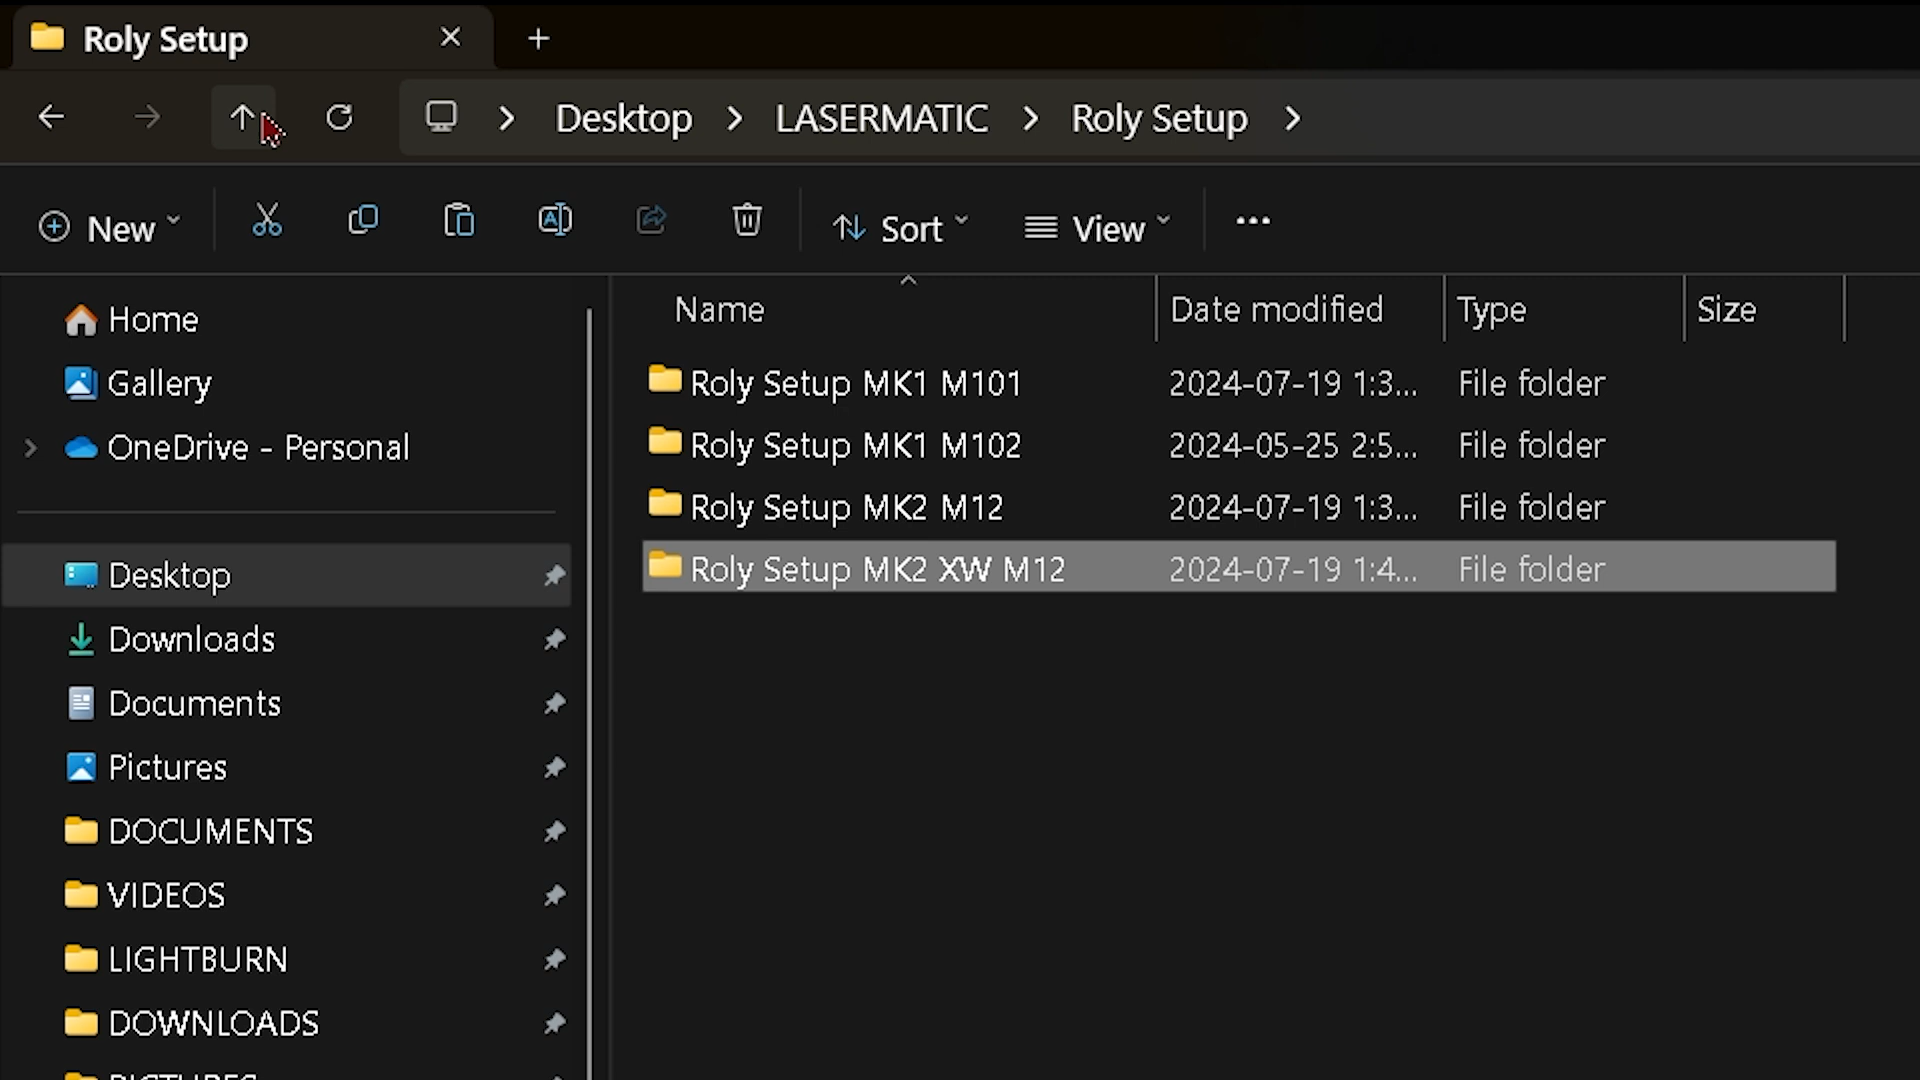 Roly Setup
Desktop > LASERMATIC > Roly Setup >
New Sort View ...
Name Date modified Type Size
Roly Setup MK1 M101 2024-07-19 1:3... File folder
Roly Setup MK1 M102 2024-05-25 2:5... File folder
Roly Setup MK2 M12 2024-07-19 1:3... File folder
Roly Setup MK2 XW M12 2024-07-19 1:4... File folder
Home
Gallery
OneDrive - Personal
Desktop
Downloads
Documents
Pictures
DOCUMENTS
VIDEOS
LIGHTBURN
DOWNLOADS
PICTURES